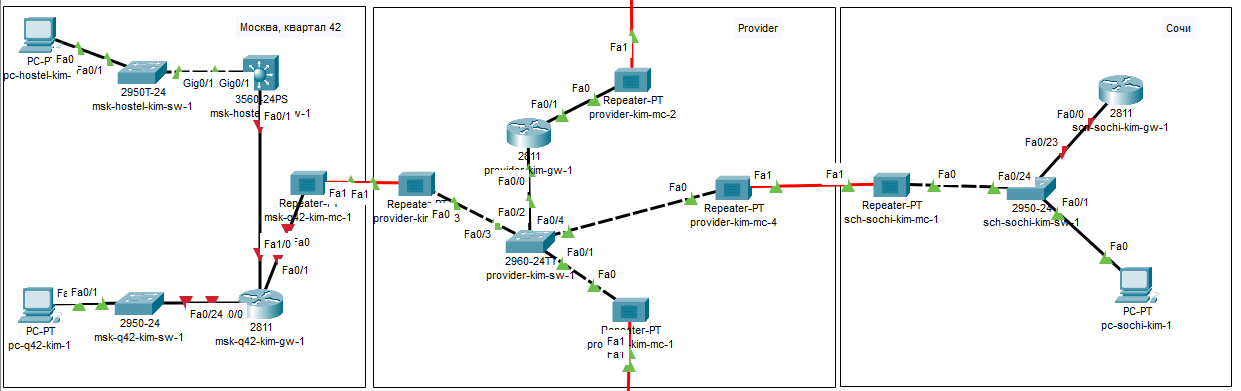 Москва, квартал 42
Provider
Сочи
PC-PT
pc-hostel-kim-
Fa0
Fa0/1
2950T-24
msk-hostel-kim-sw-1
Gig0/1
Gig0/1
3560-24PS
msk-hoste
w-1
Fa0/1
Repeater-PT
msk-q42-kim-mc-1
Fa1
Fa1
Fa0
Fa1/0
Fa0/1
PC-PT
pc-q42-kim-1
Fa0/1
2950-24
msk-q42-kim-sw-1
Fa0/24
0/0
2811
msk-q42-kim-gw-1
Fa1
Repeater-PT
provider-kim-mc-2
Fa0
Fa0/1
2811
provider-kim-gw-1
Fa0/0
Fa0/2
Fa0/4
Repeater-PT
3
Fa0
Fa0/3
2960-24TT
provider-kim-sw-1
Fa0/1
Fa0
Repeater-PT
kim-mc-1
Fa1
Fa1
Fa0
Fa1
Repeater-PT
provider-kim-mc-4
Fa1
Fa0
Repeater-PT
sch-sochi-kim-mc-1
Fa0/24
2950-24
sch-sochi-kim-sw-1
Fa0/23
Fa0/0
2811
sch-sochi-kim-gw-1
Fa0/1
Fa0
PC-PT
pc-sochi-kim-1